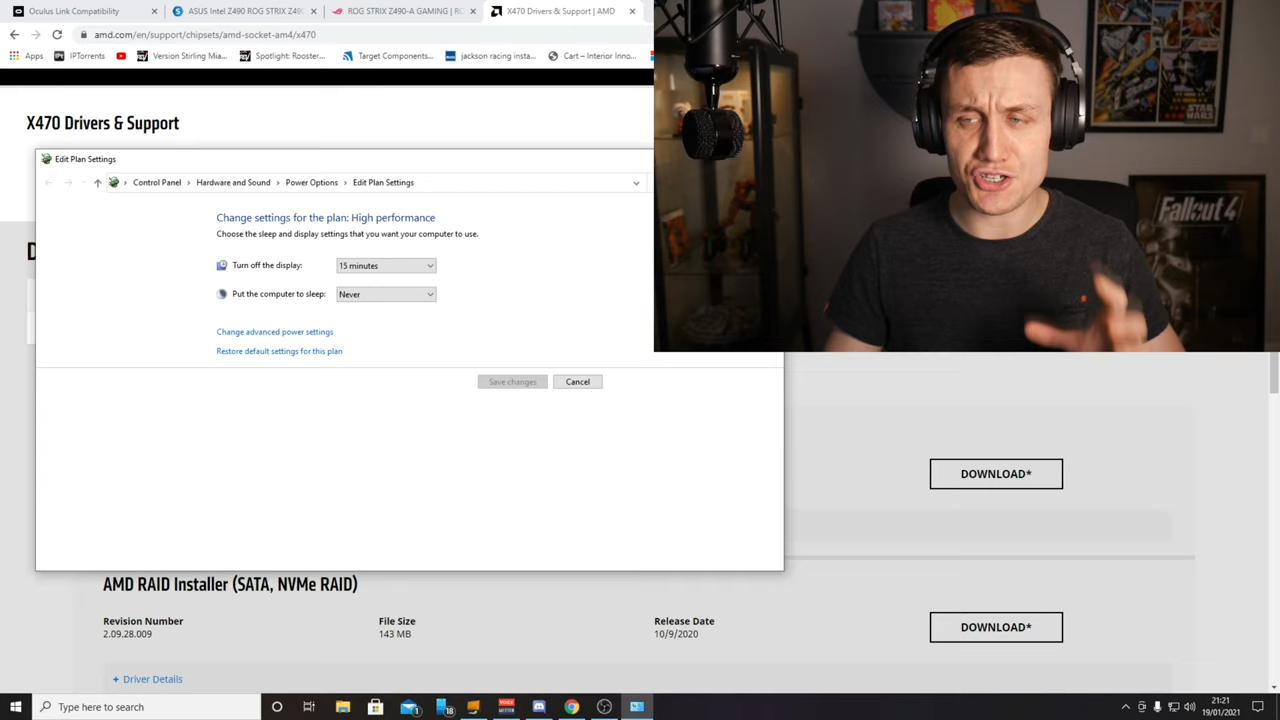 Oculus Link Compatibility
ASUS Intel Z490 ROG STRIX Z490
ROG STRIX Z490-A GAMING | RO
X470 Drivers & Support | AMD
amd.com/en/support/chipsets/amd-socket-am4/x470
Apps
IPTorrents
Version Stirling Mia...
Spotlight: Rooster...
Target Components...
jackson racing insta...
Cart – Interior Inno...
X470 Drivers & Support
Edit Plan Settings
Control Panel > Hardware and Sound > Power Options > Edit Plan Settings
Change settings for the plan: High performance
Choose the sleep and display settings that you want your computer to use.
Turn off the display: 15 minutes
Put the computer to sleep: Never
Change advanced power settings
Restore default settings for this plan
Save changes
Cancel
STAR WARS
Fallout 4
DOWNLOAD*
AMD RAID Installer (SATA, NVMe RAID)
Revision Number
File Size
Release Date
2.09.28.009
143 MB
10/9/2020
DOWNLOAD*
+ Driver Details
Type here to search
1
18
21:21
19/01/2021